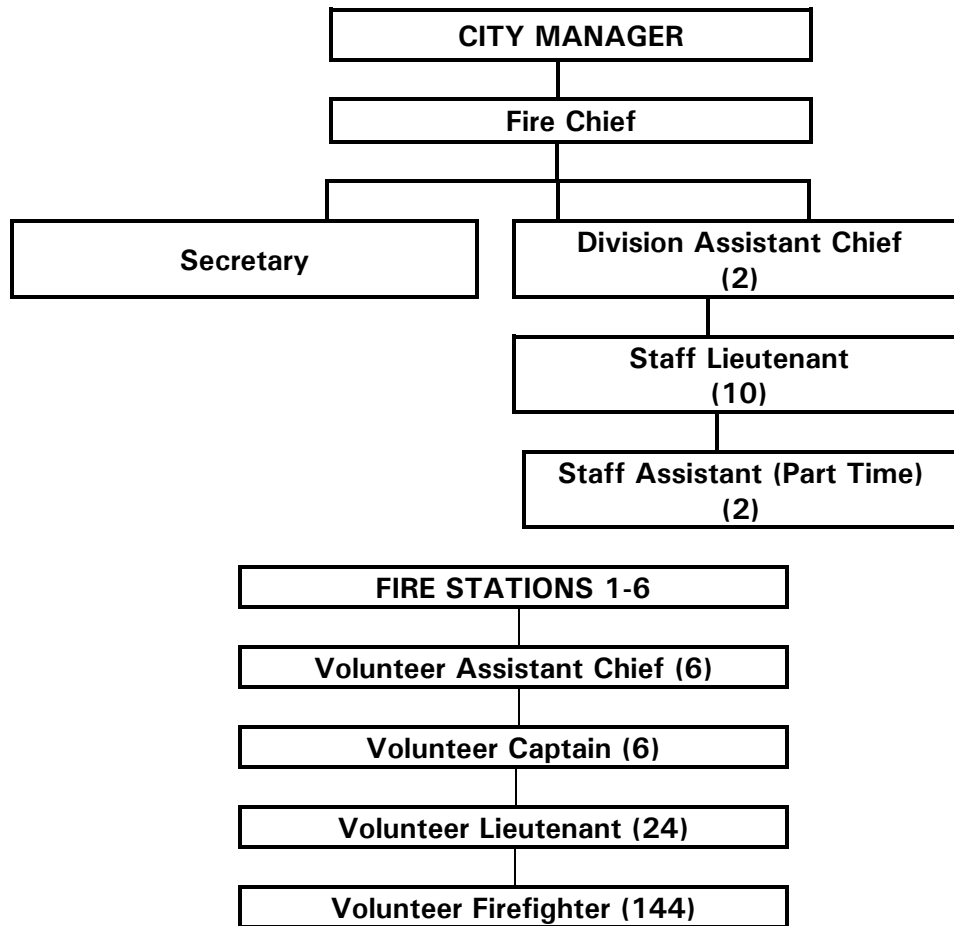 CITY MANAGER
Fire Chief
Secretary
Division Assistant Chief
(2)
Staff Lieutenant
(10)
Staff Assistant (Part Time)
(2)
FIRE STATIONS 1-6
Volunteer Assistant Chief (6)
Volunteer Captain (6)
Volunteer Lieutenant (24)
Volunteer Firefighter (144)